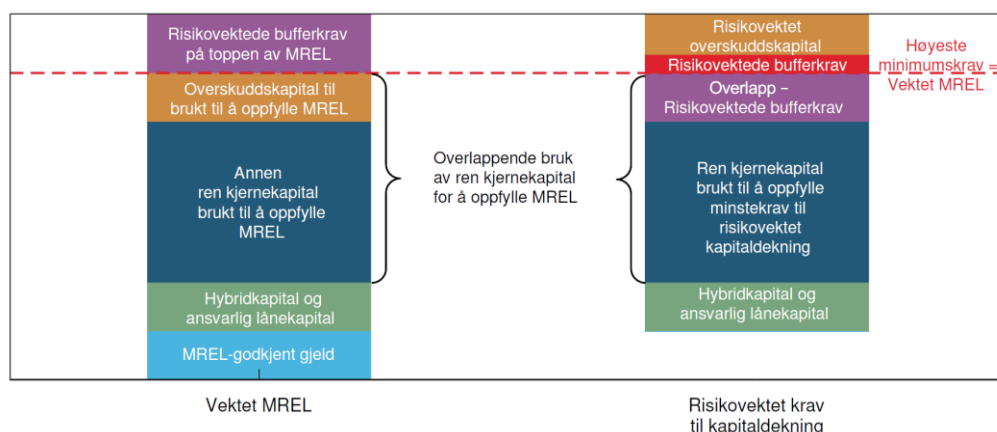 Risikovektede bufferkrav
på toppen av MREL
Overskuddskapital til
brukt til å oppfylle MREL
Annen
ren kjernekapital
brukt til å oppfylle
MREL
Hybridkapital og
ansvarlig lånekapital
MREL-godkjent gjeld
Vektet MREL
Overlappende bruk
av ren kjernekapital
for å oppfylle MREL
Risikovektet
overskuddskapital
Risikovektede bufferkrav
Overlapp –
Risikovektede bufferkrav
Ren kjernekapital
brukt til å oppfylle
minstekrav til
risikovektet
kapitaldekning
Hybridkapital og
ansvarlig lånekapital
Risikovektet krav
til kapitaldekning
Høyeste
minimumskrav =
Vektet MREL